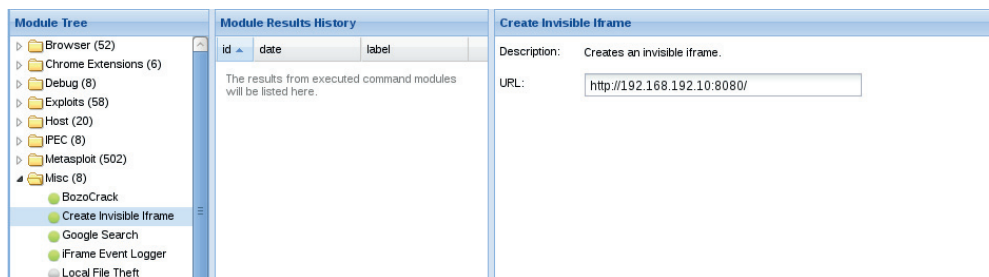 Module Tree
Browser (52)
Chrome Extensions (6)
Debug (8)
Exploits (58)
Host (20)
IPEC (8)
Metasploit (502)
Misc (8)
BozoCrack
Create Invisible Iframe
Google Search
iFrame Event Logger
Local File Theft
Module Results History
id date label
The results from executed command modules
will be listed here.
Create Invisible Iframe
Description: Creates an invisible iframe.
URL: http://192.168.192.10:8080/